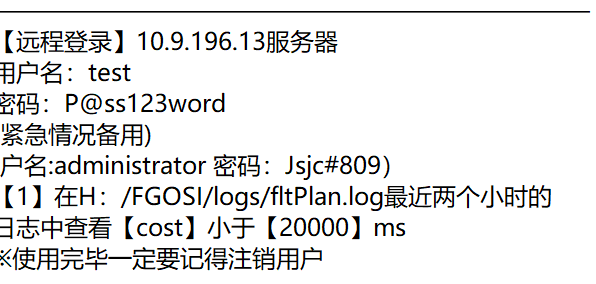 【远程登录】10.9.196.13服务器
用户名：test
密码：P@ss123word
紧急情况备用)
户名:administrator 密码：Jsjc#809）
【1】在H：/FGOSI/logs/fltPlan.log最近两个小时的
日志中查看【cost】小于【20000】ms
※使用完毕一定要记得注销用户